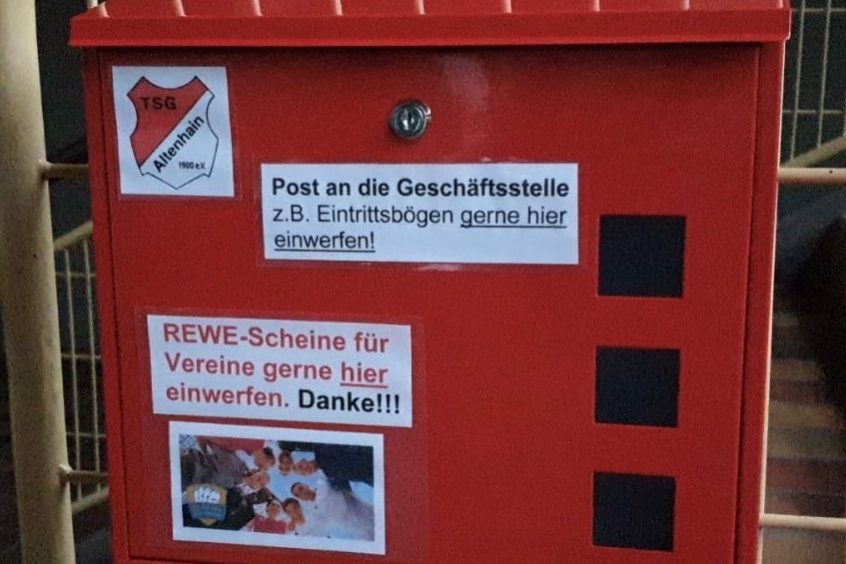 TSG
Altenhain
1900 e.V.
Post an die Geschäftsstelle
z.B. Eintrittsbögen gerne hier
einwerfen!
REWE-Scheine für
Vereine gerne hier
einwerfen. Danke!!!